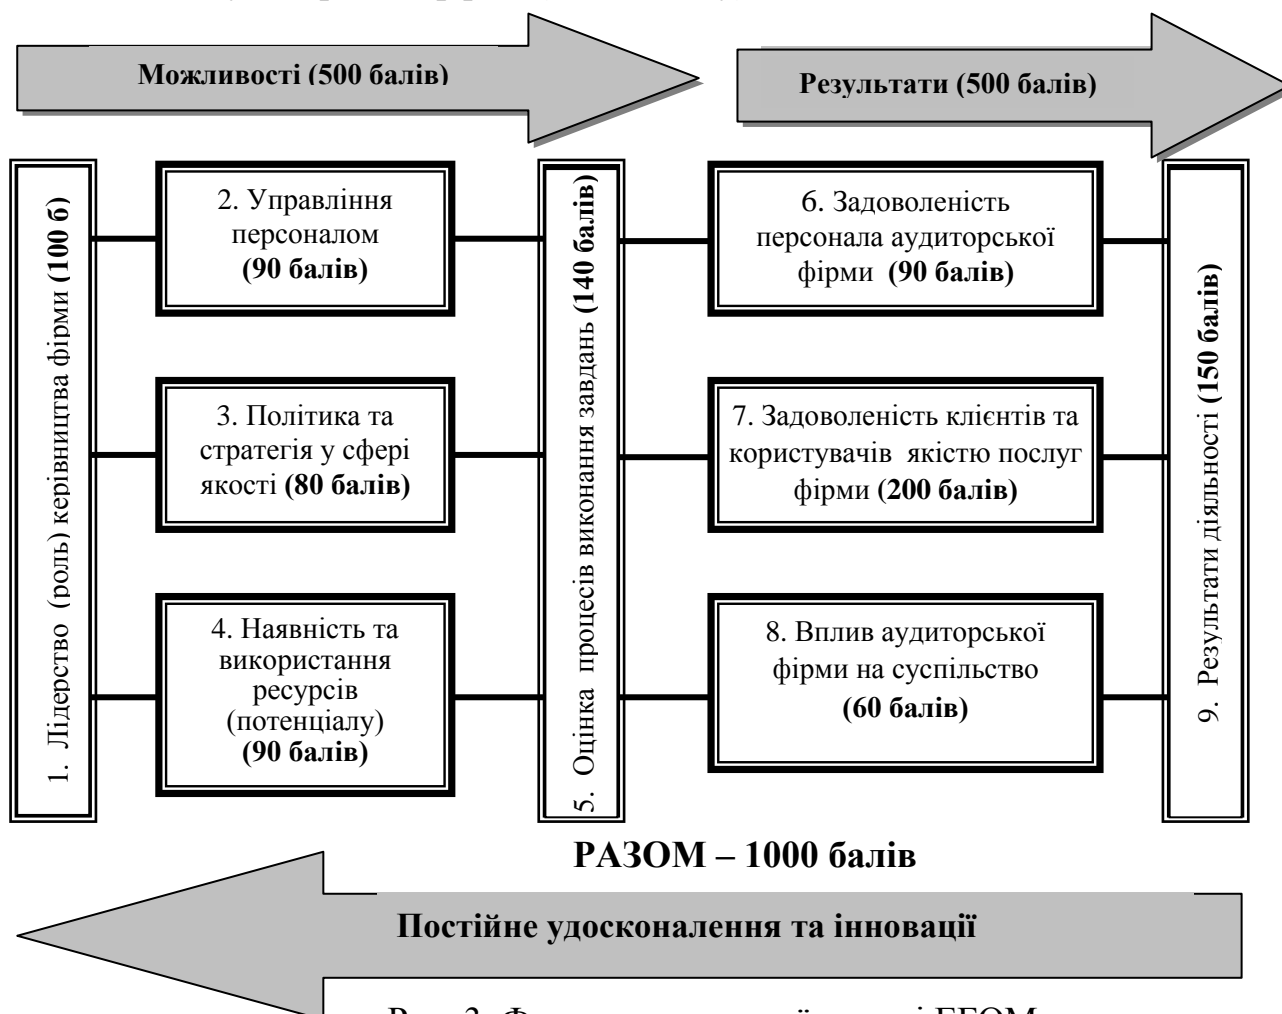 Можливості (500 балів)
Результати (500 балів)
1. Лідерство (роль) керівництва фірми (100 б)
2. Управління
персоналом
(90 балів)
3. Політика та
стратегія у сфері
якості (80 балів)
4. Наявність та
використання
ресурсів
(потенціалу)
(90 балів)
5. Оцінка процесів виконання завдань (140 балів)
6. Задоволеність
персонала аудиторської
фірми (90 балів)
7. Задоволеність клієнтів та
користувачів якістю послуг
фірми (200 балів)
8. Вплив аудиторської
фірми на суспільство
(60 балів)
9. Результати діяльності (150 балів)
РАЗОМ – 1000 балів
Постійне удосконалення та інновації